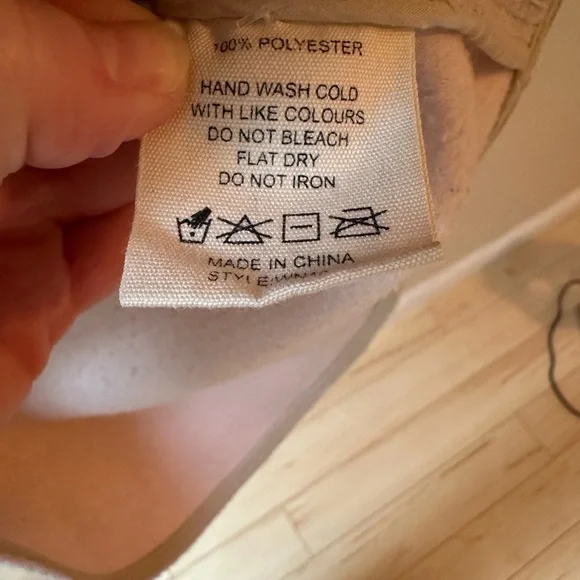 100% POLYESTER
HAND WASH COLD
WITH LIKE COLOURS
DO NOT BLEACH
FLAT DRY
DO NOT IRON
MADE IN CHINA
STYLE: